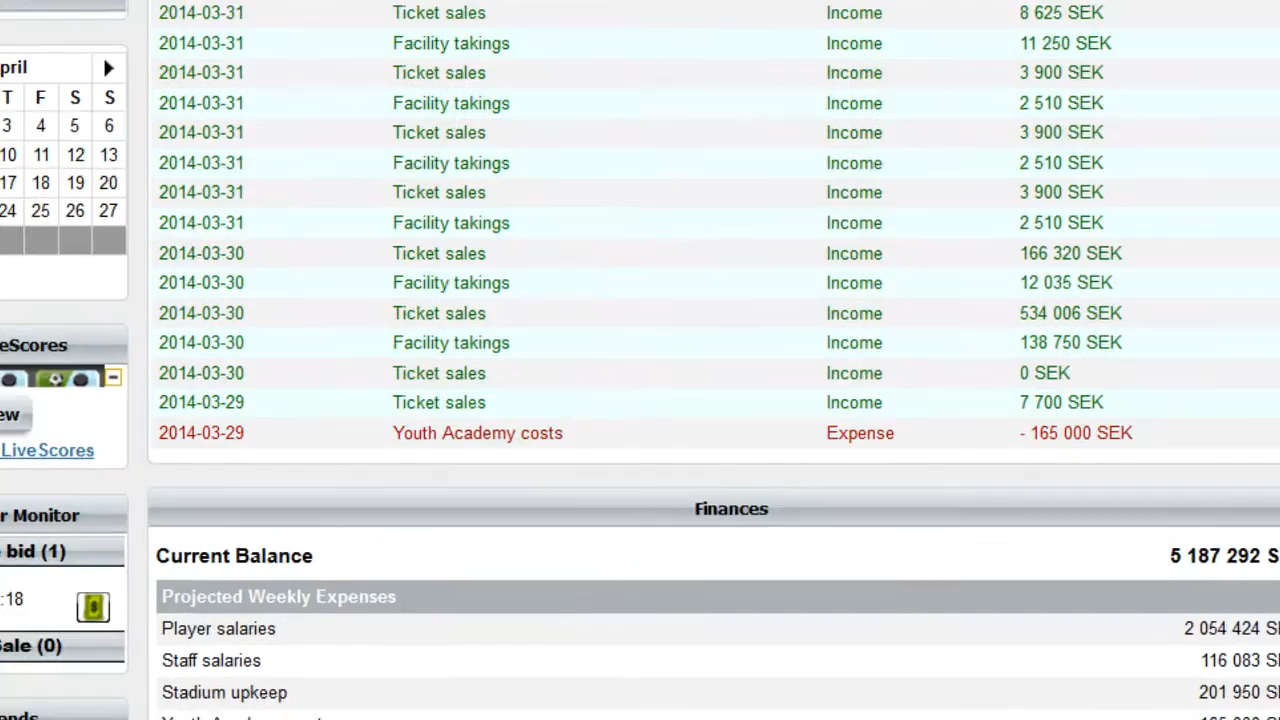 pril
T F S S
3 4 5 6
10 11 12 13
17 18 19 20
24 25 26 27
eScores
ew
LiveScores
r Monitor
bid (1)
:18
Sale (0)
2014-03-31 Ticket sales Income 8 625 SEK
2014-03-31 Facility takings Income 11 250 SEK
2014-03-31 Ticket sales Income 3 900 SEK
2014-03-31 Facility takings Income 2 510 SEK
2014-03-31 Ticket sales Income 3 900 SEK
2014-03-31 Facility takings Income 2 510 SEK
2014-03-31 Ticket sales Income 3 900 SEK
2014-03-31 Facility takings Income 2 510 SEK
2014-03-30 Ticket sales Income 166 320 SEK
2014-03-30 Facility takings Income 12 035 SEK
2014-03-30 Ticket sales Income 534 006 SEK
2014-03-30 Facility takings Income 138 750 SEK
2014-03-30 Ticket sales Income 0 SEK
2014-03-29 Ticket sales Income 7 700 SEK
2014-03-29 Youth Academy costs Expense - 165 000 SEK
Finances
Current Balance 5 187 292 S
Projected Weekly Expenses
Player salaries 2 054 424 S
Staff salaries 116 083 S
Stadium upkeep 201 950 S